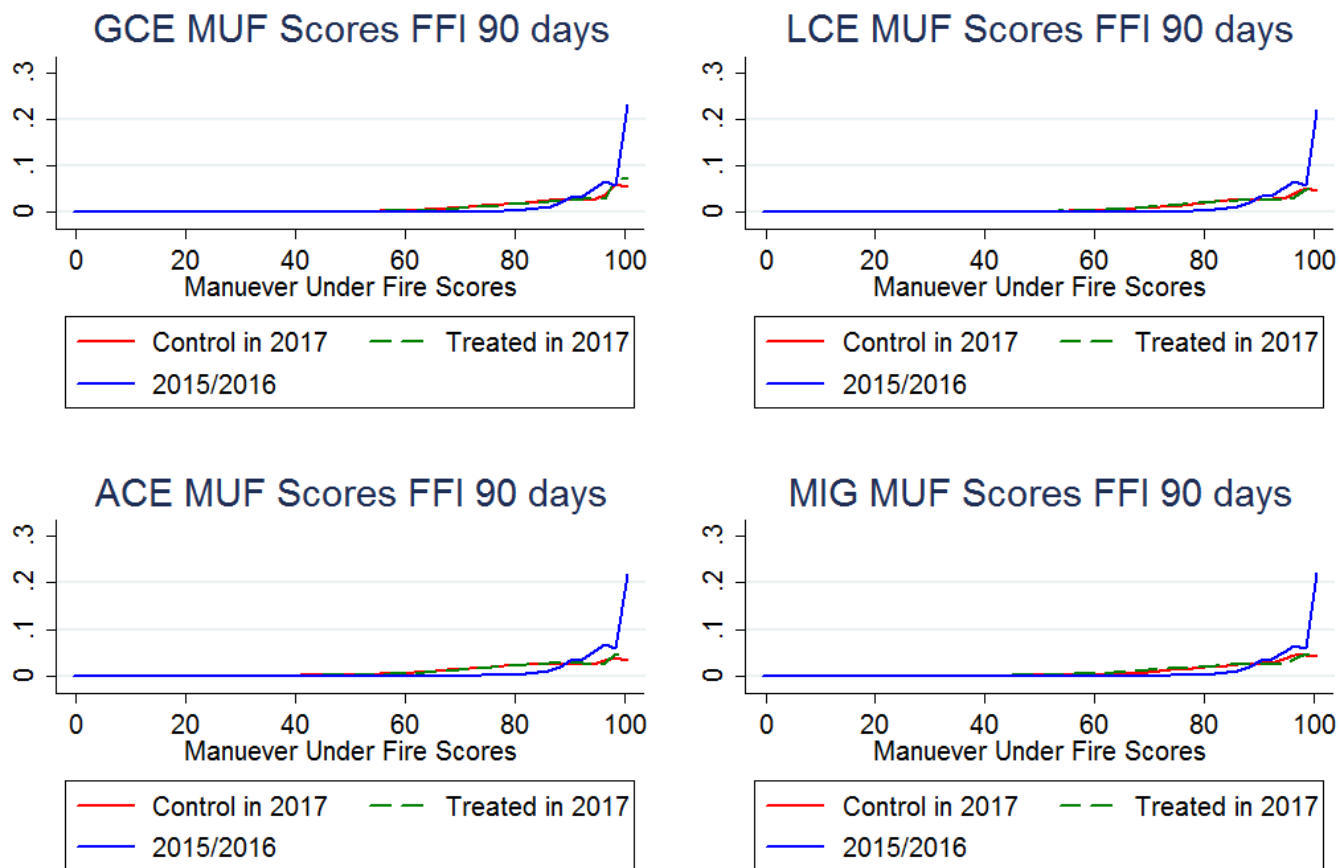 GCE MUF Scores FFI 90 days
.3
.2
.1
0
0 20 40 60 80 100
Manuever Under Fire Scores
Control in 2017 Treated in 2017
2015/2016
LCE MUF Scores FFI 90 days
.3
.2
.1
0
0 20 40 60 80 100
Manuever Under Fire Scores
Control in 2017 Treated in 2017
2015/2016
ACE MUF Scores FFI 90 days
.3
.2
.1
0
0 20 40 60 80 100
Manuever Under Fire Scores
Control in 2017 Treated in 2017
2015/2016
MIG MUF Scores FFI 90 days
.3
.2
.1
0
0 20 40 60 80 100
Manuever Under Fire Scores
Control in 2017 Treated in 2017
2015/2016